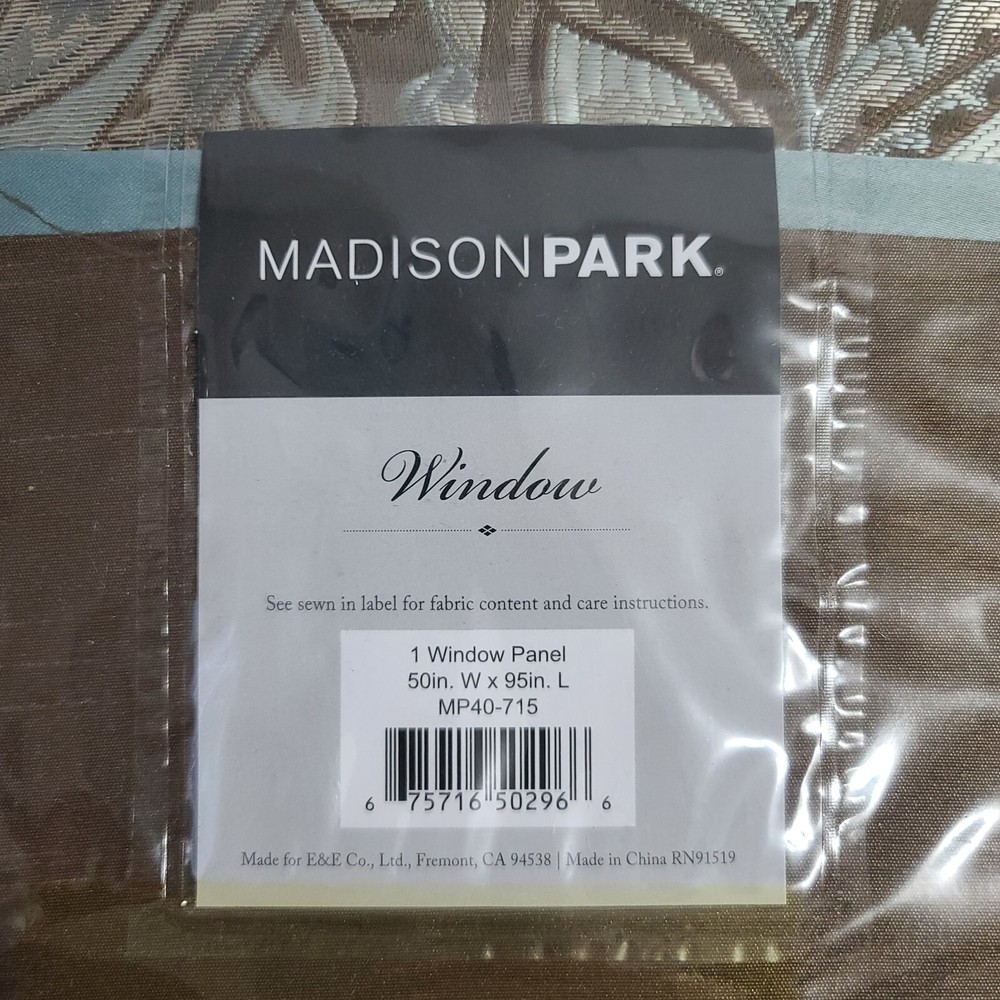 MADISONPARK®
Window
See sewn in label for fabric content and care instructions.
1 Window Panel
50in. W x 95in. L
MP40-715
6 75716 50296 6
Made for E&E Co., Ltd., Fremont, CA 94538 | Made in China RN91519